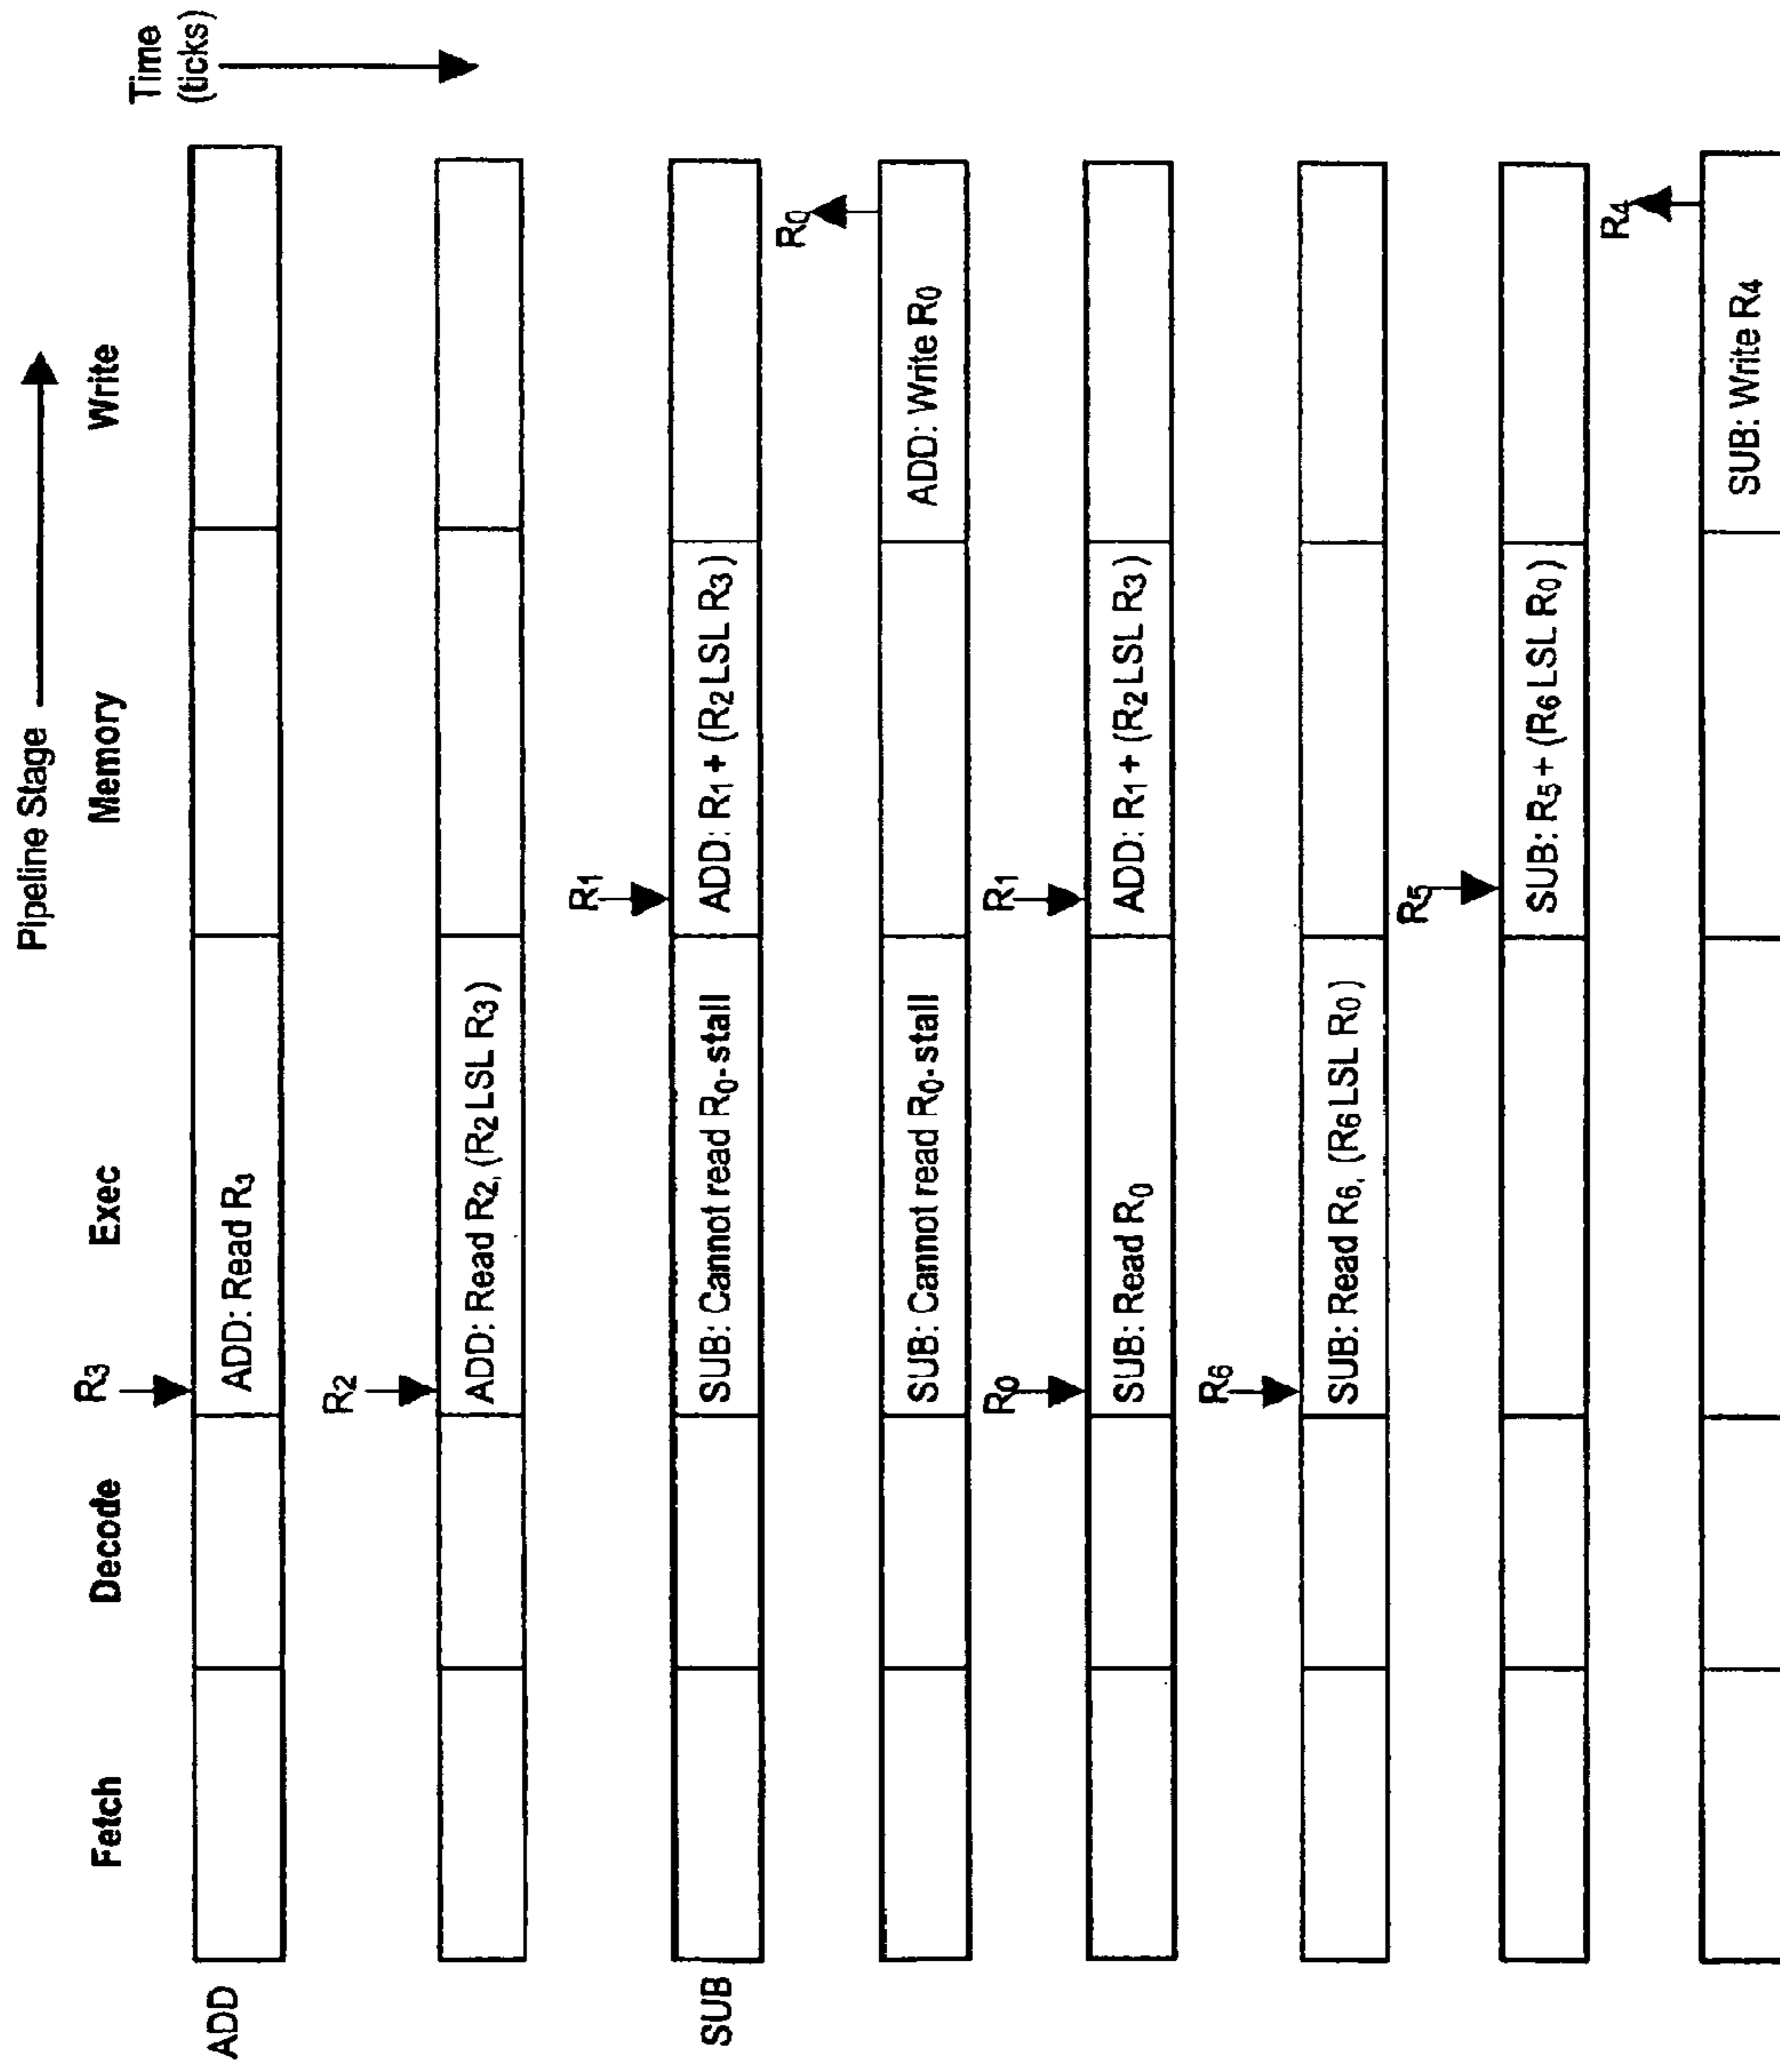 Pipeline Stage
Fetch
Decode
Exec
Memory
Write
Time
(ticks)
ADD
R3
ADD: Read R3
R2
ADD: Read R2, (R2 LSL R3 )
SUB
R1
SUB: Cannot read R0-stall
ADD: R1 + (R2 LSL R3)
R0
SUB: Cannot read R0-stall
ADD: Write R0
R0
R1
SUB: Read R0
ADD: R1 + (R2 LSL R3)
R6
SUB: Read R6, (R6 LSL R0 )
R5
SUB: R5 + (R6 LSL R0 )
R4
SUB: Write R4